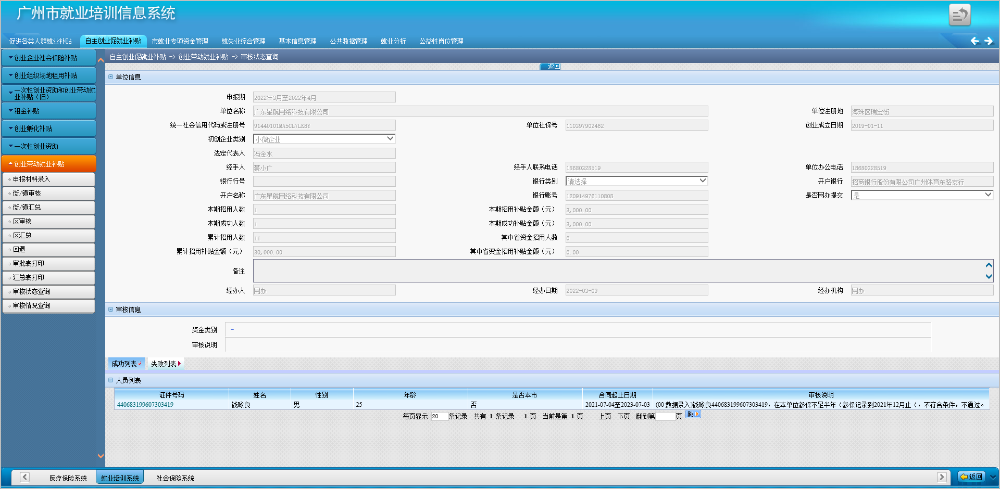 广州市就业培训信息系统
促进各类人群就业补贴 自主创业促就业补贴 市就业专项资金管理 就失业综合管理 基本信息管理 公共数据管理 就业分析 公益性岗位管理
自主创业促就业补贴 -> 创业带动就业补贴 -> 审核状态查询
创业企业社会保险补贴
创业组织场地租用补贴
一次性创业资助和创业带动就
业补贴（旧）
租金补贴
创业孵化补贴
一次性创业资助
创业带动就业补贴
申报材料录入
街/镇审核
街/镇汇总
区审核
区汇总
回退
审批表打印
汇总表打印
审核状态查询
审核情况查询
返回
单位信息
申报期 2022年3月至2022年4月
单位名称 广东星航网络科技有限公司 单位注册地 海珠区瑞宝街
统一社会信用代码或注册号 91440101MA5CL7LK8Y 单位社保号 110397902462 创业成立日期 2019-01-11
初创企业类别 小微企业
法定代表人 冯金水
经手人 蔡小广 经手人联系电话 18680328519 单位办公电话 18680328519
银行行号 银行类别 请选择 开户银行 招商银行股份有限公司广州体育东路支行
开户名称 广东星航网络科技有限公司 银行账号 120914976110808 是否网办提交 是
本期招用人数 1 本期招用补贴金额（元） 3,000.00
本期成功人数 1 本期成功补贴金额（元） 3,000.00
累计招用人数 11 其中省资金招用人数 0
累计招用补贴金额（元） 30,000.00 其中省资金招用补贴金额（元） 0.00
备注
经办人 网办 经办日期 2022-03-09 经办机构 网办
审核信息
资金类别 -
审核说明
成功列表 失败列表
人员列表
证件号码 姓名 性别 年龄 是否本市 合同起止日期 审核说明
440683199607303419 钱咏良 男 25 否 2021-07-04至2023-07-03 (00 数据录入)钱咏良440683199607303419，在本单位参保不足半年（参保记录到2021年12月止（，不符合条件，不通过。
每页显示 20 条记录 共有 1 条记录 1 页 当前是第 1 页 上页 下页 翻到第 页 跳
医疗保险系统 就业培训系统 社会保险系统 返回